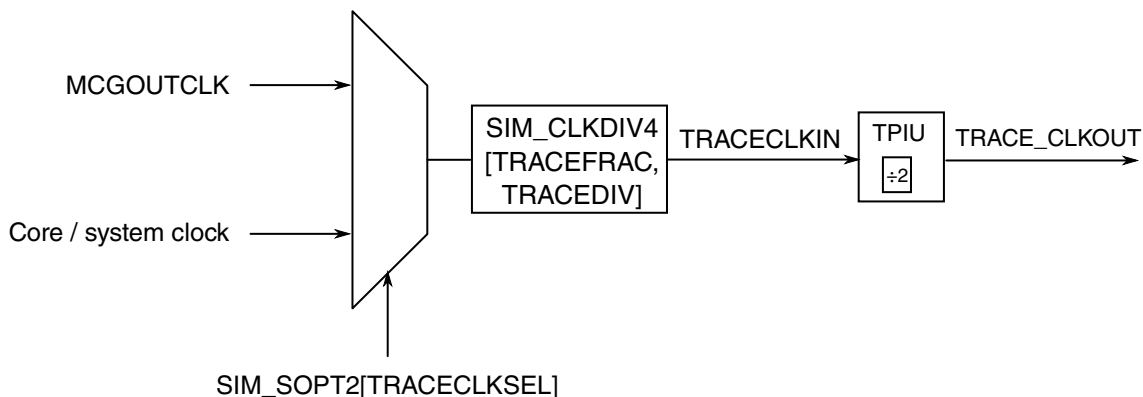 MCGOUTCLK
Core / system clock
SIM_SOPT2[TRACECLKSEL]
SIM_CLKDIV4
[TRACEFRAC,
TRACEDIV]
TRACECLKIN
TPIU
÷2
TRACE_CLKOUT